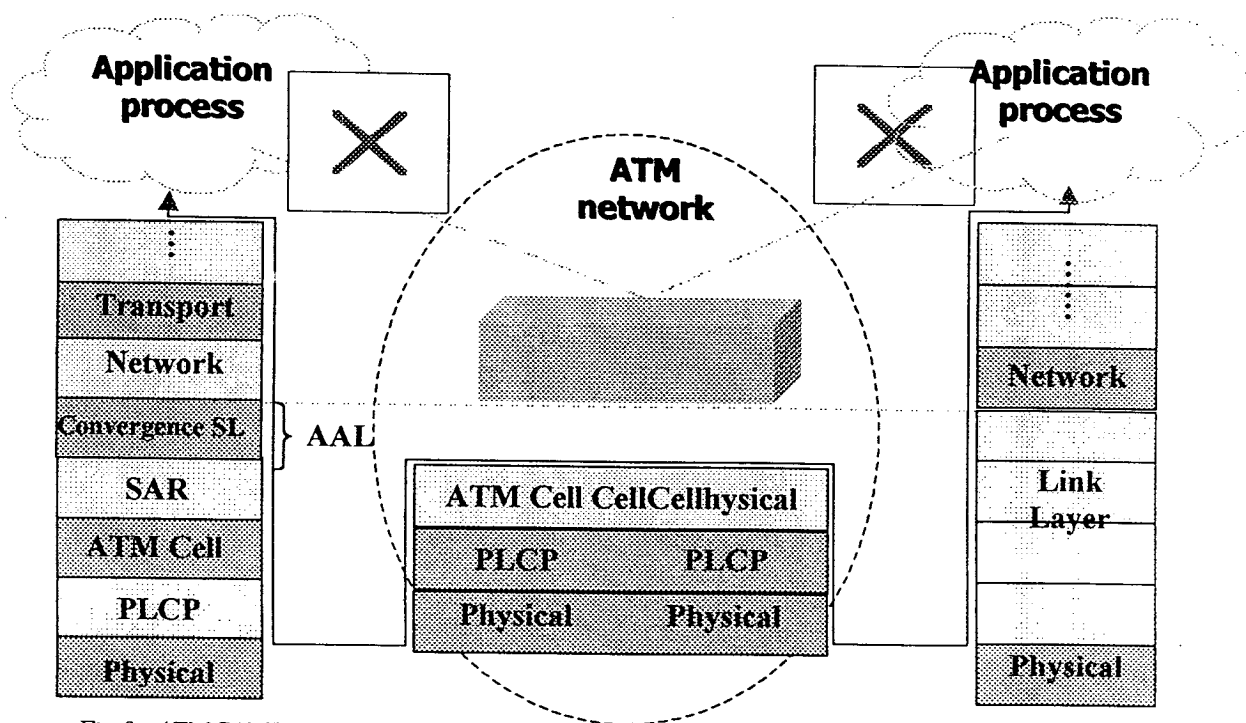 Application
process
Application
process
ATM
network
Transport
Network
Convergence SL
AAL
SAR
ATM Cell
PLCP
Physical
ATM Cell CellCellhysical
PLCP PLCP
Physical Physical
Network
Link
Layer
Physical